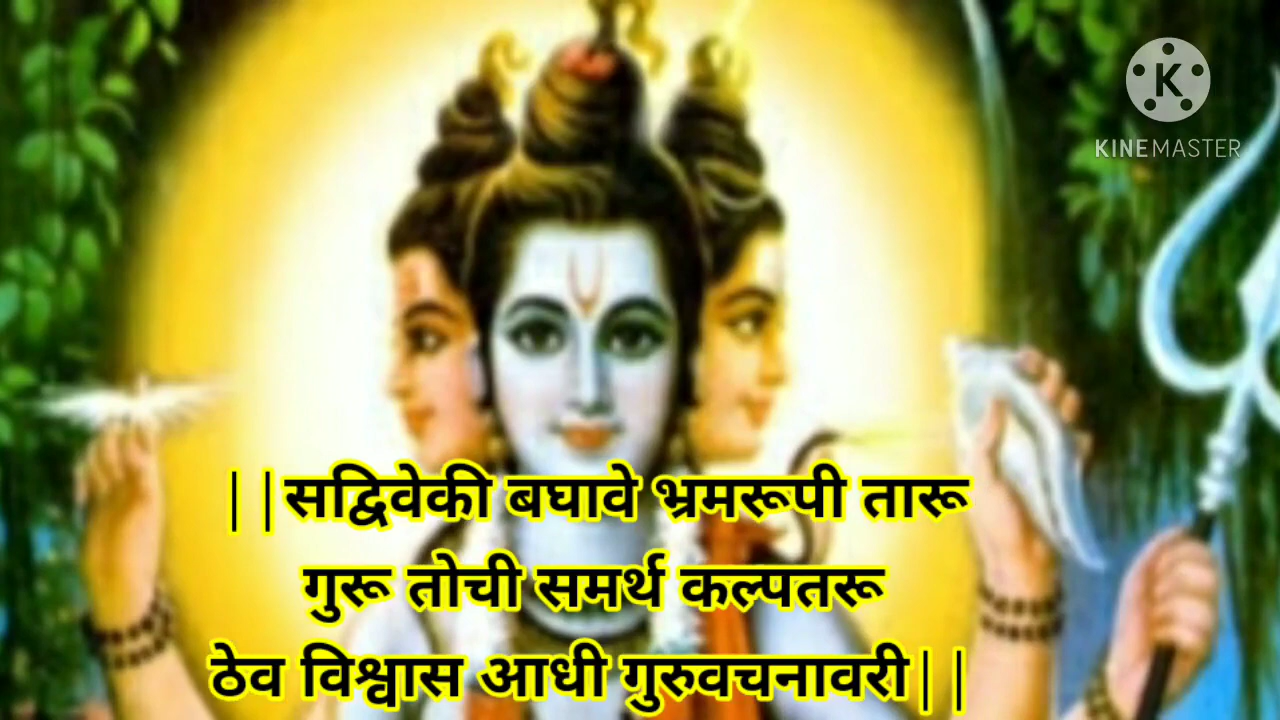 K
KINEMASTER
||सद्विवेकी बघावे भ्रमरूपी तारू
गुरू तोची समर्थ कल्पतरू
ठेव विश्वास आधी गुरुवचनावरी||